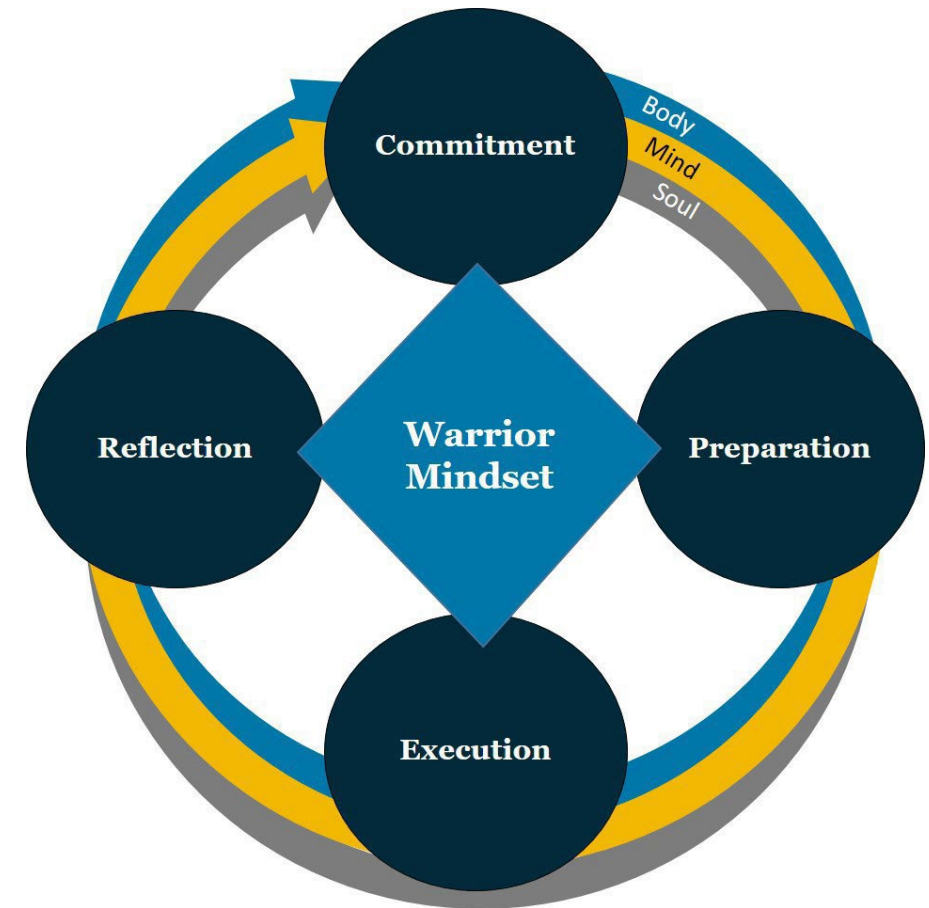 Commitment
Body
Mind
Soul
Reflection
Warrior
Mindset
Preparation
Execution